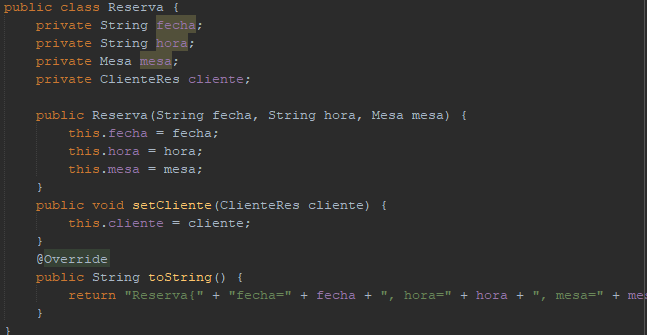 public class Reserva {
private String fecha;
private String hora;
private Mesa mesa;
private ClienteRes cliente;
public Reserva(String fecha, String hora, Mesa mesa) {
this.fecha = fecha;
this.hora = hora;
this.mesa = mesa;
}
public void setCliente(ClienteRes cliente) {
this.cliente = cliente;
}
@Override
public String toString() {
return "Reserva{" + "fecha=" + fecha + ", hora=" + hora + ", mesa=" + mes
}
}